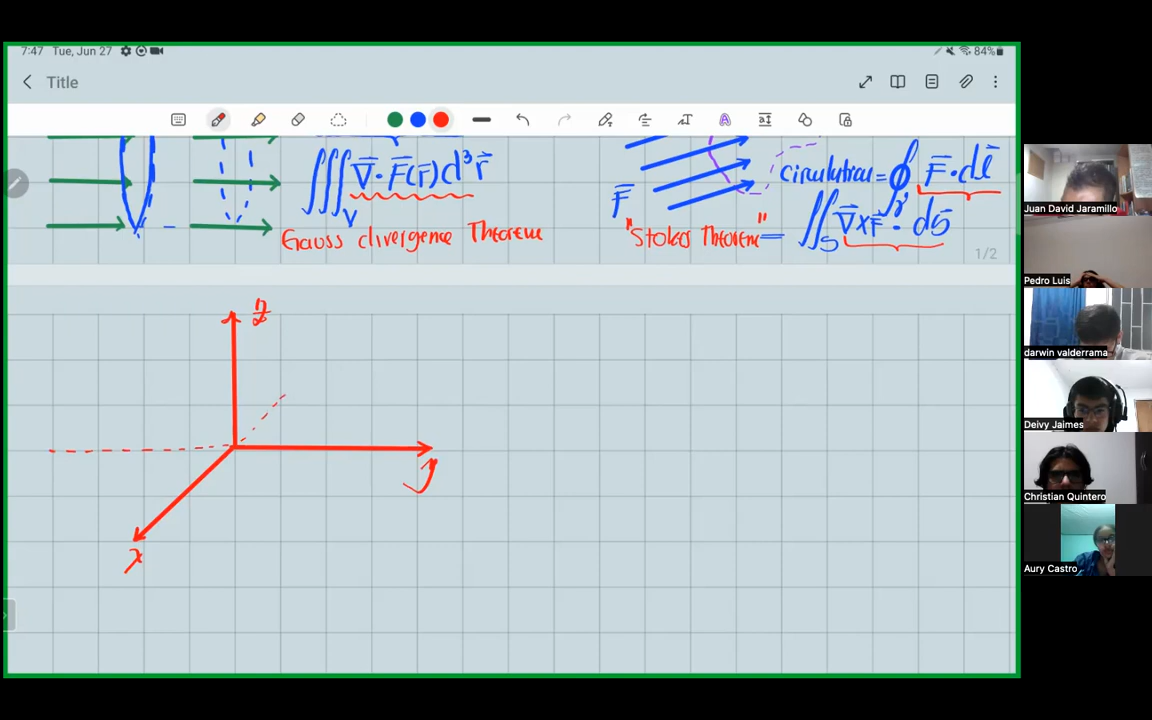 7:47 Tue, Jun 27
84%
Title
∭_V ∇⃗·F⃗(r⃗)d³r⃗
Gauss divergence Theorem
F⃗
circulation = ∮_γ F⃗·dl⃗
"Stokes Theorem" = ∬_S ∇⃗×F⃗·dS⃗
1/2
z
y
x
Juan David Jaramillo
Pedro Luis
darwin valderrama
Deivy Jaimes
Christian Quintero
Aury Castro